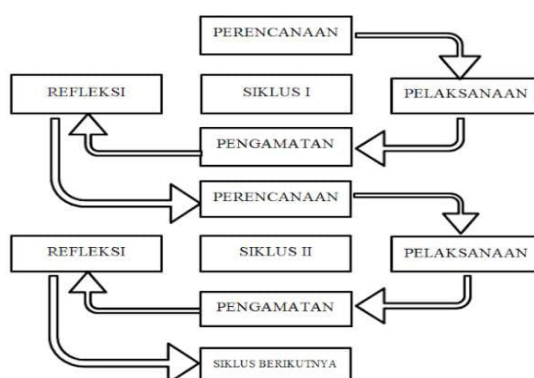 PERENCANAAN
REFLEKSI
SIKLUS I
PELAKSANAAN
PENGAMATAN
PERENCANAAN
REFLEKSI
SIKLUS II
PELAKSANAAN
PENGAMATAN
SIKLUS BERIKUTNYA